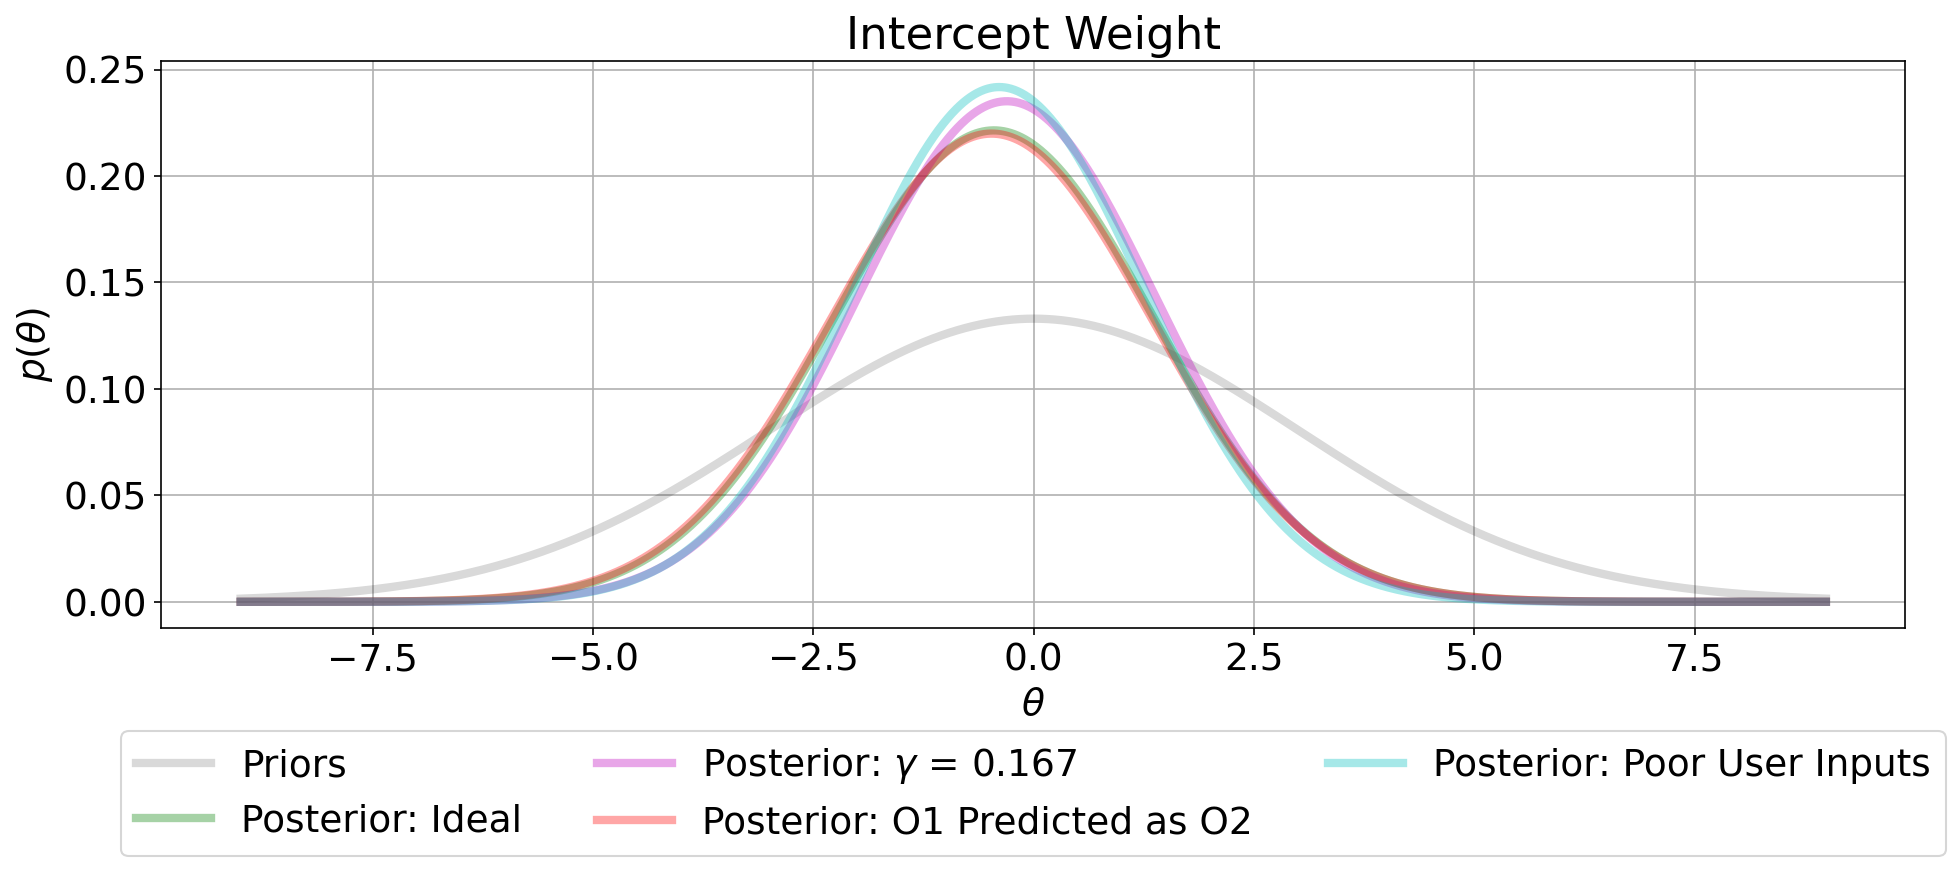 Intercept Weight
0.25
0.20
0.15
0.10
0.05
0.00
p(θ)
−7.5 −5.0 −2.5 0.0 2.5 5.0 7.5
θ
Priors Posterior: γ = 0.167 Posterior: Poor User Inputs
Posterior: Ideal Posterior: O1 Predicted as O2